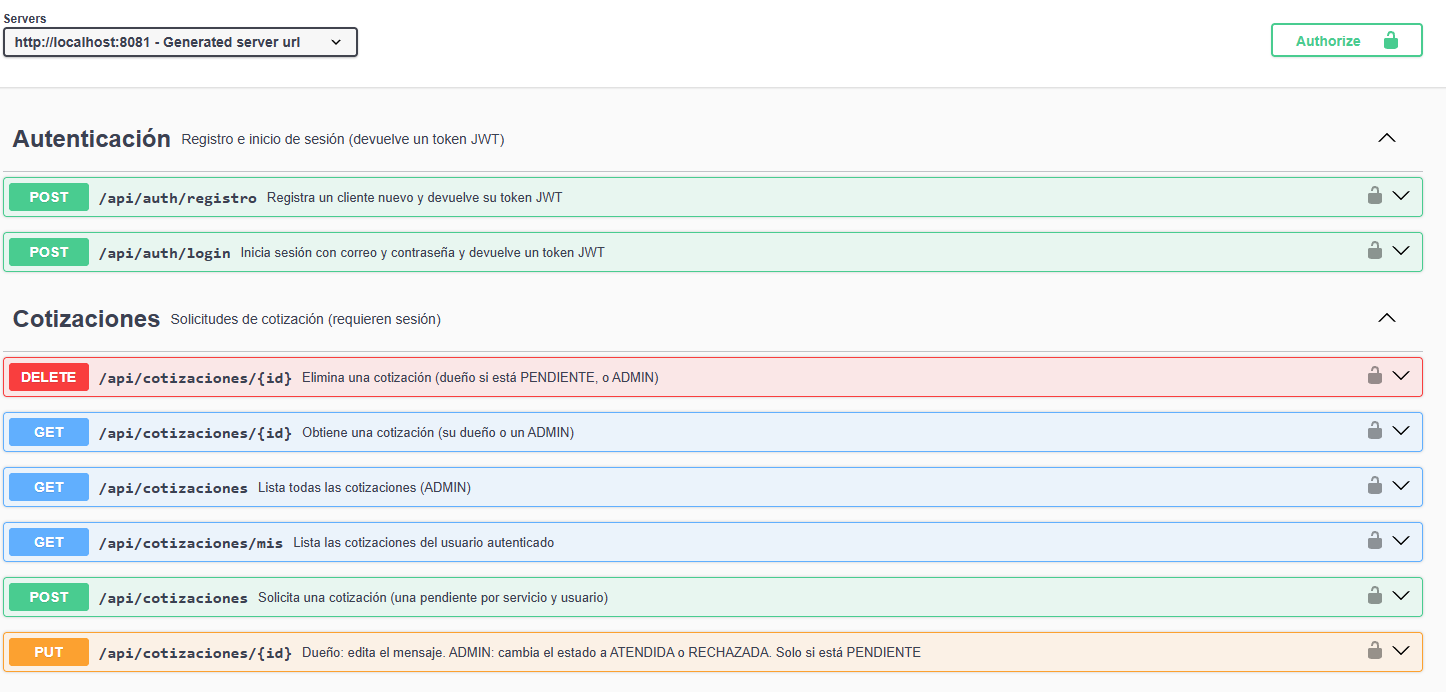 Servers
http://localhost:8081 - Generated server url
Authorize
Autenticación Registro e inicio de sesión (devuelve un token JWT)
POST /api/auth/registro Registra un cliente nuevo y devuelve su token JWT
POST /api/auth/login Inicia sesión con correo y contraseña y devuelve un token JWT
Cotizaciones Solicitudes de cotización (requieren sesión)
DELETE /api/cotizaciones/{id} Elimina una cotización (dueño si está PENDIENTE, o ADMIN)
GET /api/cotizaciones/{id} Obtiene una cotización (su dueño o un ADMIN)
GET /api/cotizaciones Lista todas las cotizaciones (ADMIN)
GET /api/cotizaciones/mis Lista las cotizaciones del usuario autenticado
POST /api/cotizaciones Solicita una cotización (una pendiente por servicio y usuario)
PUT /api/cotizaciones/{id} Dueño: edita el mensaje. ADMIN: cambia el estado a ATENDIDA o RECHAZADA. Solo si está PENDIENTE